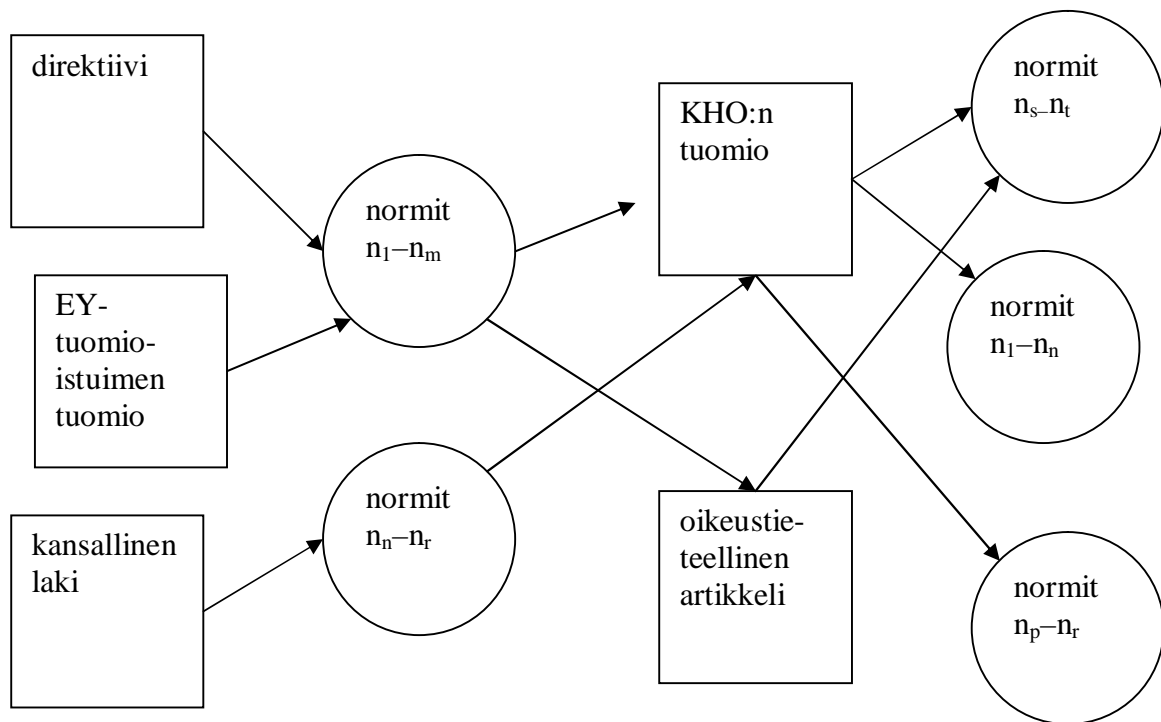 direktiivi
EY-
tuomio-
istuimen
tuomio
kansallinen
laki
normit
n₁–nₘ
normit
nₙ–nᵣ
KHO:n
tuomio
oikeustie-
teellinen
artikkeli
normit
nₛ–nₜ
normit
n₁–nₙ
normit
nₚ–nᵣ